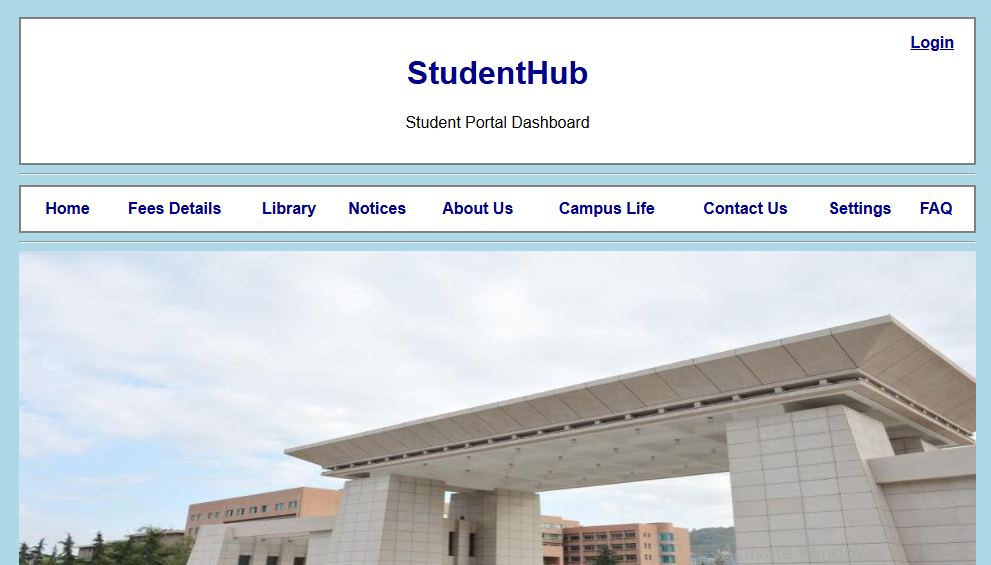 Login
StudentHub
Student Portal Dashboard
Home Fees Details Library Notices About Us Campus Life Contact Us Settings FAQ